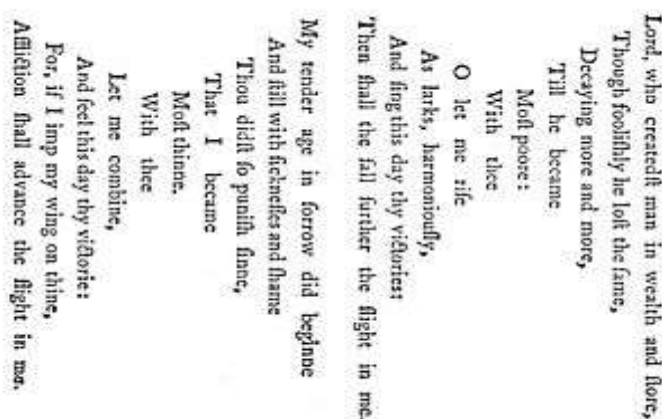 Lord, who createdſt man in wealth and ſtore,
Though fooliſhly he loſt the ſame,
Decaying more and more,
Till he became
Moſt poore:
With thee
O let me riſe
As larks, harmoniouſly,
And ſing this day thy victories:
Then ſhall the fall further the flight in me.
My tender age in ſorrow did beginne
And ſtill with ſickneſſes and ſhame
Thou didſt ſo puniſh ſinne,
That I became
Moſt thinne.
With thee
Let me combine,
And feel this day thy victorie:
For, if I imp my wing on thine,
Affliction ſhall advance the flight in me.